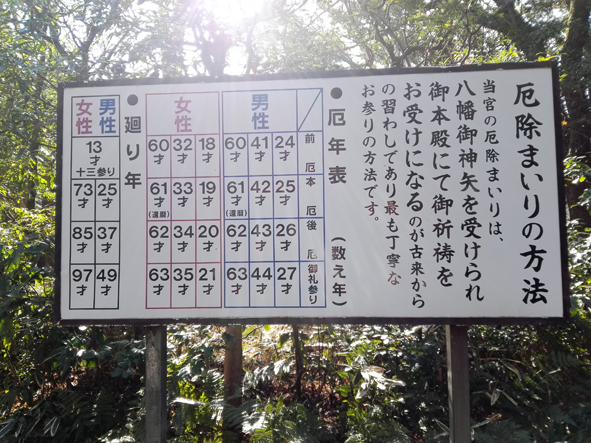 厄除まいりの方法
当宮の厄除まいりは、
八幡御神矢を受けられ
御本殿にて御祈祷を
お受けになるのが古来から
の習わしであり最も丁寧な
お参りの方法です。
●厄年表（数え年）
前厄 本厄 後厄 御礼参り
男性
24才 25才 26才 27才
41才 42才 43才 44才
60才 61才(還暦) 62才 63才
女性
18才 19才 20才 21才
32才 33才 34才 35才
60才 61才(還暦) 62才 63才
●廻り年
男性 女性
13才
十三参り
25才 73才
37才 85才
49才 97才